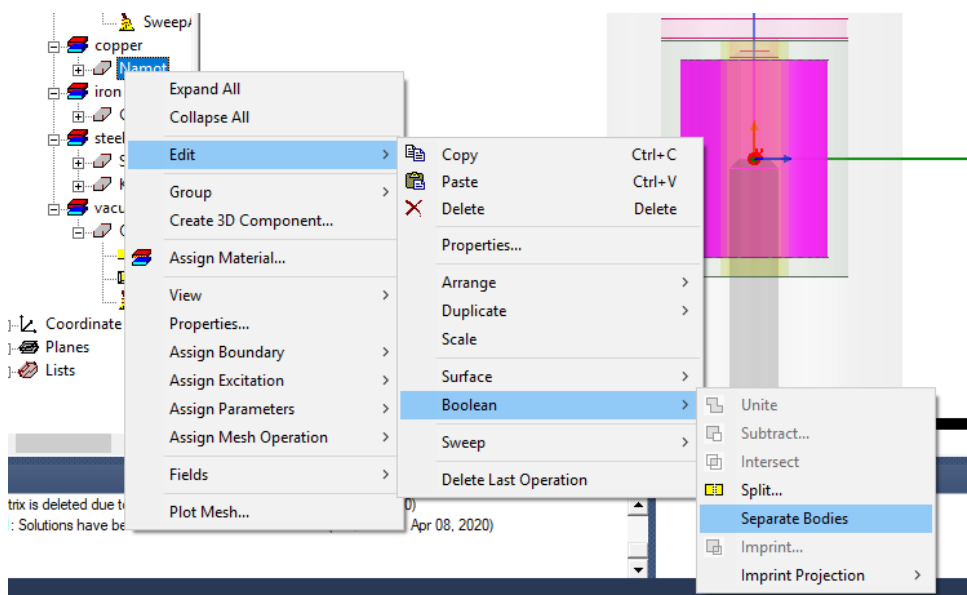 SweepA
copper
Namot
iron
steel
vacu
Coordinate
Planes
Lists
Expand All
Collapse All
Edit
Group
Create 3D Component...
Assign Material...
View
Properties...
Assign Boundary
Assign Excitation
Assign Parameters
Assign Mesh Operation
Fields
Plot Mesh...
Copy Ctrl+C
Paste Ctrl+V
Delete Delete
Properties...
Arrange
Duplicate
Scale
Surface
Boolean
Sweep
Delete Last Operation
Unite
Subtract...
Intersect
Split...
Separate Bodies
Imprint...
Imprint Projection
trix is deleted due t
: Solutions have be Apr 08, 2020)